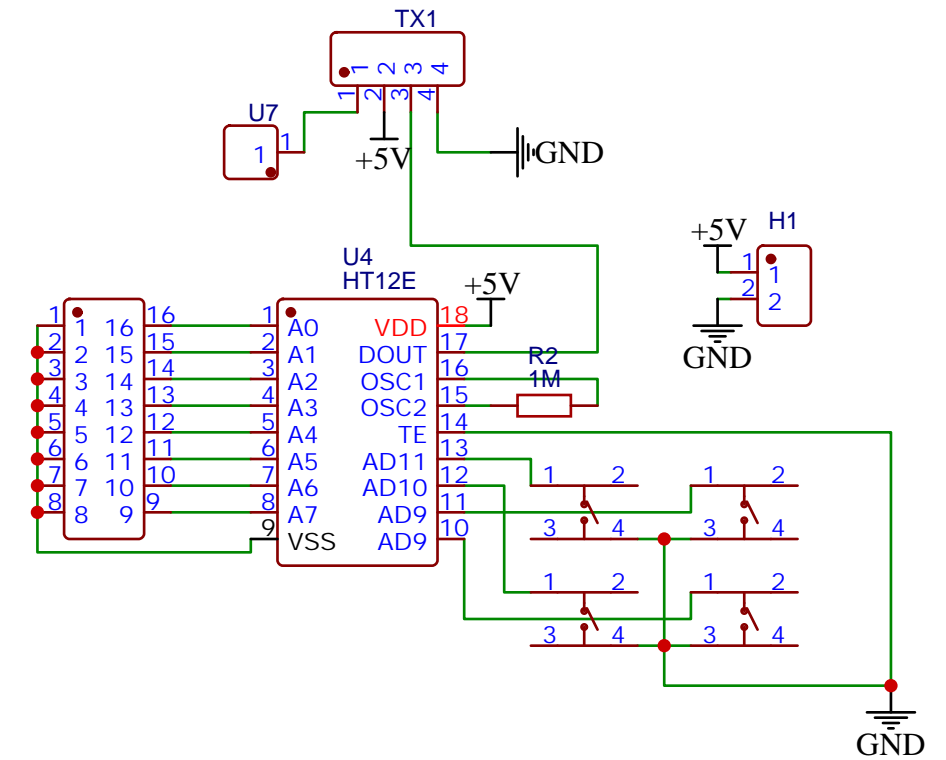 TX1
1 2 3 4
1 2 3 4
U7
1 1
+5V
GND
H1
+5V
1 1
2 2
GND
U4
HT12E
+5V
1 1 16 16
2 2 15 15
3 3 14 14
4 4 13 13
5 5 12 12
6 6 11 11
7 7 10 10
8 8 9 9
1 A0 VDD 18
2 A1 DOUT 17
3 A2 OSC1 16
4 A3 OSC2 15
5 A4 TE 14
6 A5 AD11 13
7 A6 AD10 12
8 A7 AD9 11
9 VSS AD9 10
R2
1M
1 2 1 2
3 4 3 4
1 2 1 2
3 4 3 4
GND